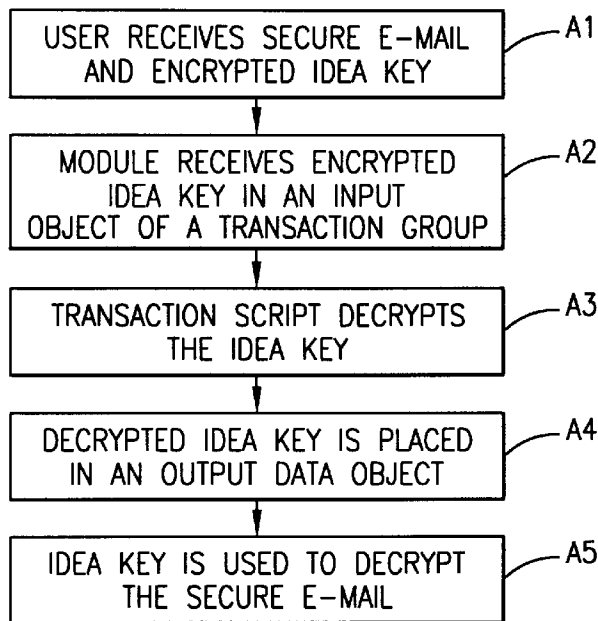 USER RECEIVES SECURE E-MAIL
AND ENCRYPTED IDEA KEY
A1
MODULE RECEIVES ENCRYPTED
IDEA KEY IN AN INPUT
OBJECT OF A TRANSACTION GROUP
A2
TRANSACTION SCRIPT DECRYPTS
THE IDEA KEY
A3
DECRYPTED IDEA KEY IS PLACED
IN AN OUTPUT DATA OBJECT
A4
IDEA KEY IS USED TO DECRYPT
THE SECURE E-MAIL
A5